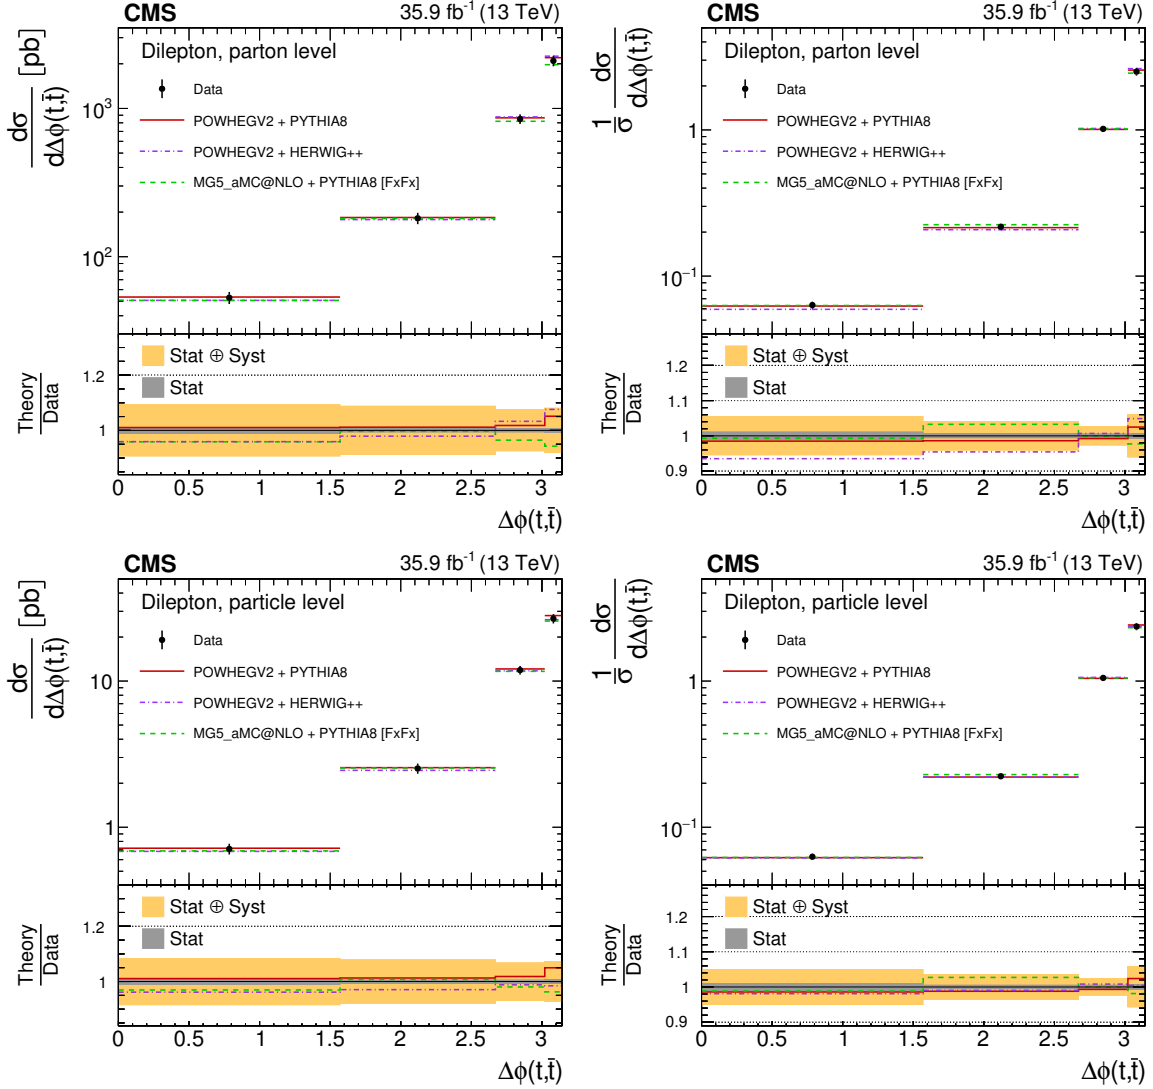 CMS 35.9 fb⁻¹ (13 TeV)
dσ/dΔϕ(t,t̄) [pb]
Dilepton, parton level
Data
POWHEGV2 + PYTHIA8
POWHEGV2 + HERWIG++
MG5_aMC@NLO + PYTHIA8 [FxFx]
10³
10²
Theory/Data
Stat ⊕ Syst
Stat
1.2
1
0 0.5 1 1.5 2 2.5 3
Δϕ(t,t̄)
CMS 35.9 fb⁻¹ (13 TeV)
1/σ dσ/dΔϕ(t,t̄)
Dilepton, parton level
Data
POWHEGV2 + PYTHIA8
POWHEGV2 + HERWIG++
MG5_aMC@NLO + PYTHIA8 [FxFx]
1
10⁻¹
Theory/Data
Stat ⊕ Syst
Stat
1.2
1.1
1
0.9
0 0.5 1 1.5 2 2.5 3
Δϕ(t,t̄)
CMS 35.9 fb⁻¹ (13 TeV)
dσ/dΔϕ(t,t̄) [pb]
Dilepton, particle level
Data
POWHEGV2 + PYTHIA8
POWHEGV2 + HERWIG++
MG5_aMC@NLO + PYTHIA8 [FxFx]
10
1
Theory/Data
Stat ⊕ Syst
Stat
1.2
1
0 0.5 1 1.5 2 2.5 3
Δϕ(t,t̄)
CMS 35.9 fb⁻¹ (13 TeV)
1/σ dσ/dΔϕ(t,t̄)
Dilepton, particle level
Data
POWHEGV2 + PYTHIA8
POWHEGV2 + HERWIG++
MG5_aMC@NLO + PYTHIA8 [FxFx]
1
10⁻¹
Theory/Data
Stat ⊕ Syst
Stat
1.2
1.1
1
0.9
0 0.5 1 1.5 2 2.5 3
Δϕ(t,t̄)